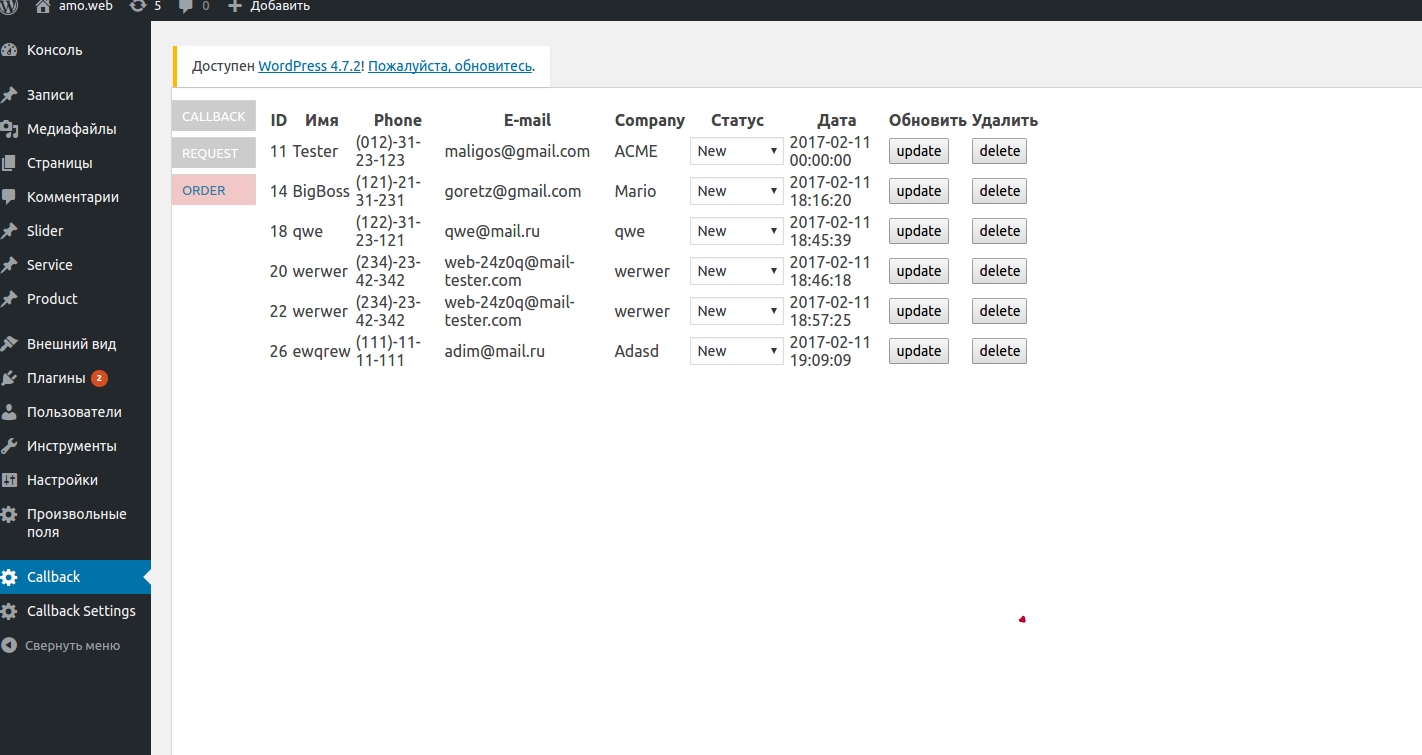 amo.web 5 0 Добавить
Консоль
Записи
Медиафайлы
Страницы
Комментарии
Slider
Service
Product
Внешний вид
Плагины 2
Пользователи
Инструменты
Настройки
Произвольные
поля
Callback
Callback Settings
Свернуть меню
Доступен WordPress 4.7.2! Пожалуйста, обновитесь.
CALLBACK
REQUEST
ORDER
ID Имя Phone E-mail Company Статус Дата Обновить Удалить
11 Tester (012)-31- maligos@gmail.com ACME New 2017-02-11 update delete
23-123 00:00:00
14 BigBoss (121)-21- goretz@gmail.com Mario New 2017-02-11 update delete
31-231 18:16:20
18 qwe (122)-31- qwe@mail.ru qwe New 2017-02-11 update delete
23-121 18:45:39
20 werwer (234)-23- web-24z0q@mail- werwer New 2017-02-11 update delete
42-342 tester.com 18:46:18
22 werwer (234)-23- web-24z0q@mail- werwer New 2017-02-11 update delete
42-342 tester.com 18:57:25
26 ewqrew (111)-11- adim@mail.ru Adasd New 2017-02-11 update delete
11-111 19:09:09